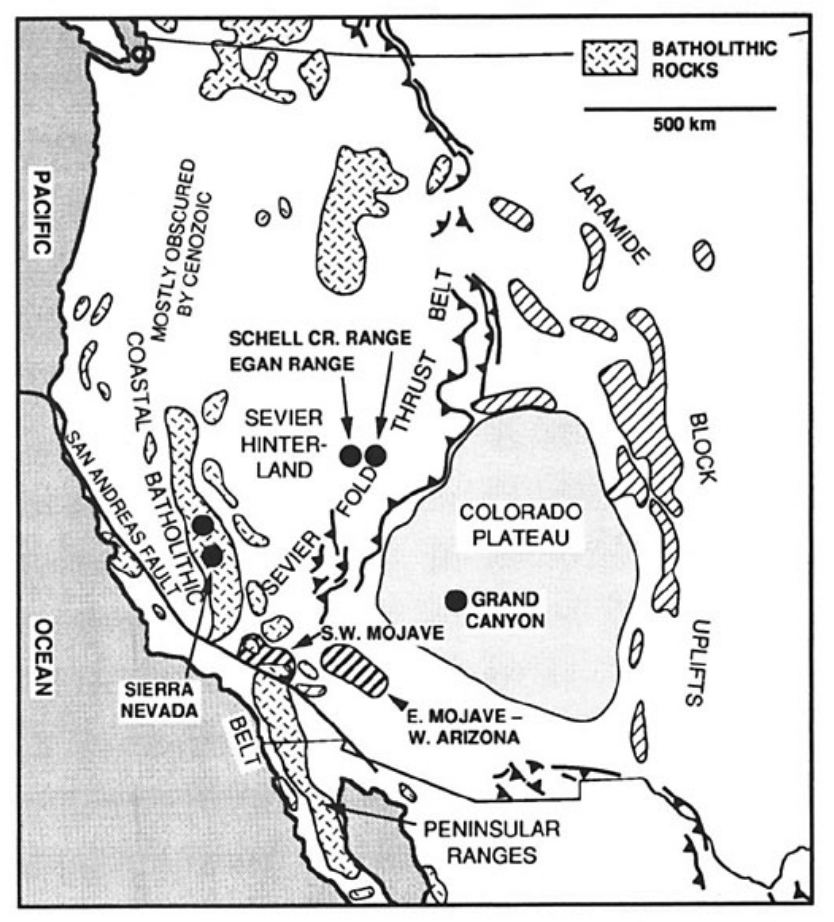 BATHOLITHIC
ROCKS
500 km
PACIFIC
OCEAN
MOSTLY OBSCURED
BY CENOZOIC
LARAMIDE
BLOCK
UPLIFTS
SCHELL CR. RANGE
EGAN RANGE
SEVIER
HINTER-
LAND
SEVIER
FOLD
THRUST
BELT
COASTAL
BATHOLITHIC
BELT
SAN ANDREAS FAULT
COLORADO
PLATEAU
GRAND
CANYON
S.W. MOJAVE
SIERRA
NEVADA
E. MOJAVE –
W. ARIZONA
PENINSULAR
RANGES